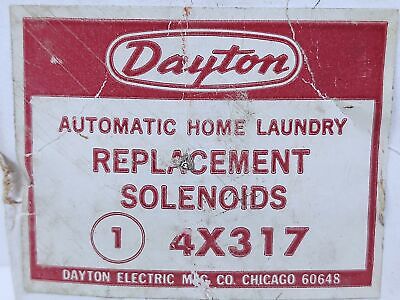 Dayton
AUTOMATIC HOME LAUNDRY
REPLACEMENT
SOLENOIDS
1 4X317
DAYTON ELECTRIC MFG. CO. CHICAGO 60648